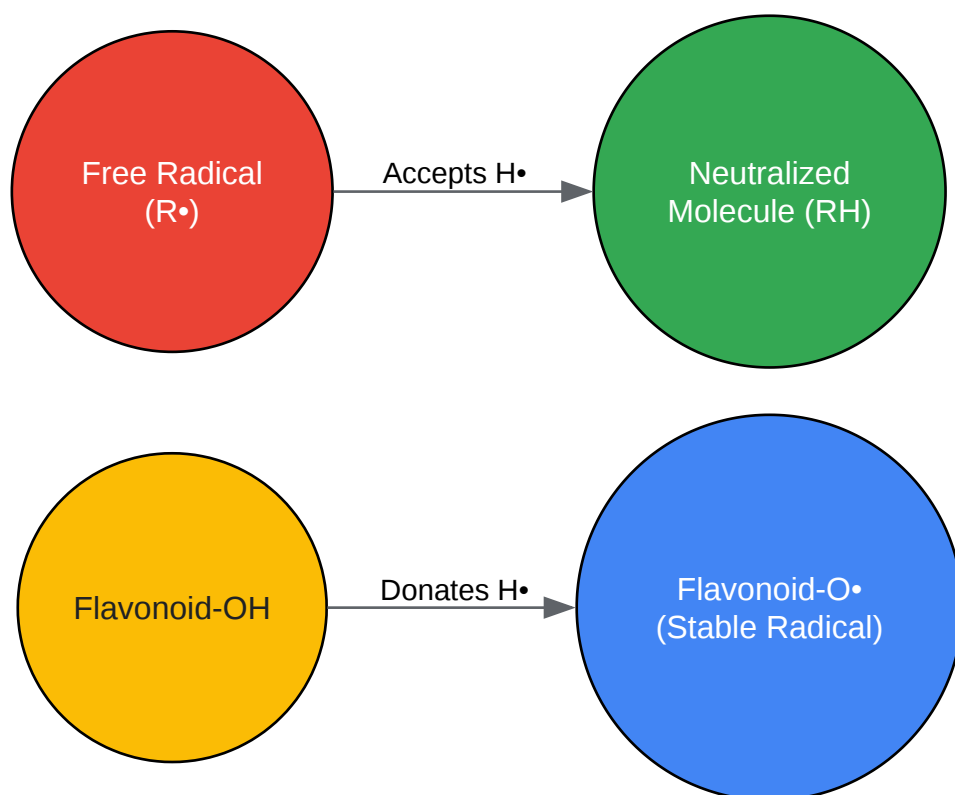 Free Radical
(R•)
Accepts H•
Neutralized
Molecule (RH)
Flavonoid-OH
Donates H•
Flavonoid-O•
(Stable Radical)